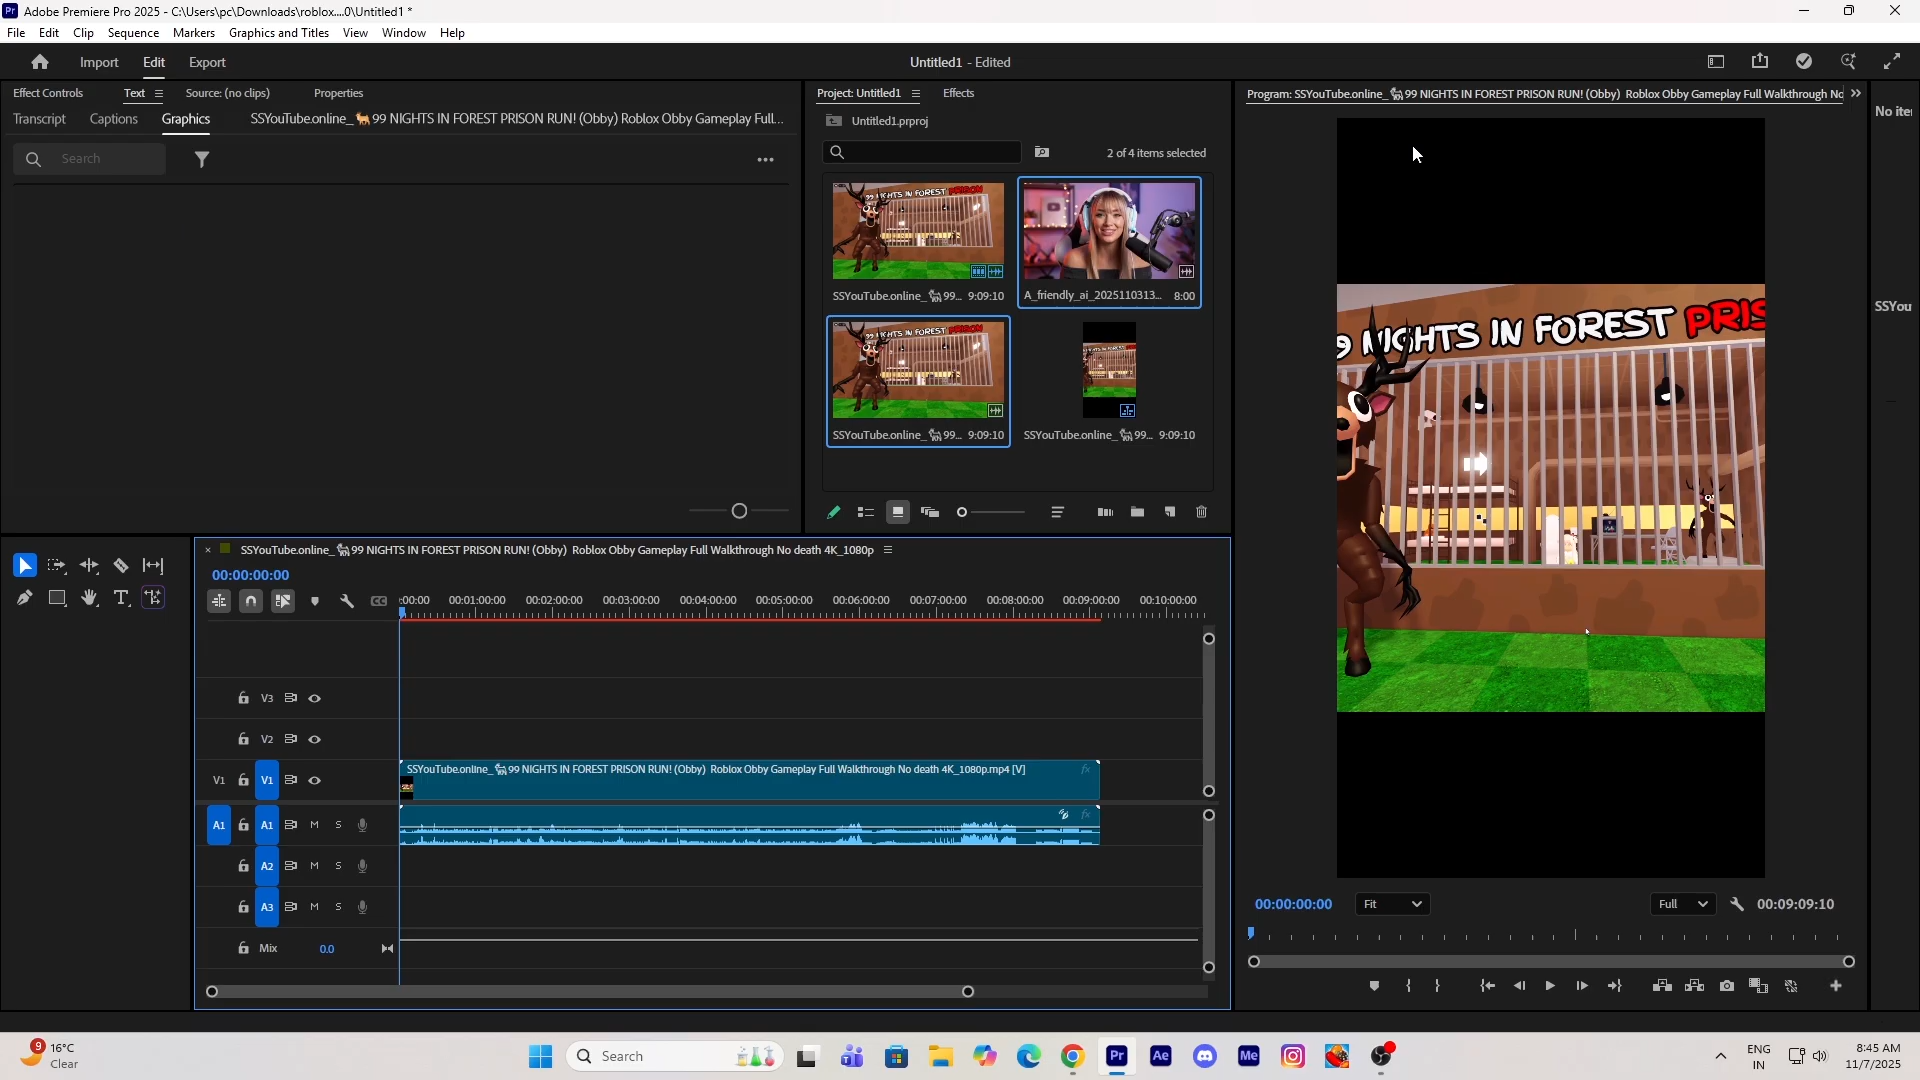 Adobe Premiere Pro 2025 - C:\Users\pc\Downloads\roblox....0\Untitled1 *
File Edit Clip Sequence Markers Graphics and Titles View Window Help
Import Edit Export
Untitled1 - Edited
Effect Controls Text Source: (no clips) Properties
Transcript Captions Graphics SSYouTube.online_🐐99 NIGHTS IN FOREST PRISON RUN! (Obby) Roblox Obby Gameplay Full...
Search
Project: Untitled1 Effects
Untitled1.prproj
2 of 4 items selected
SSYouTube.online_🐐99... 9:09:10
A_friendly_ai_2025110313... 8:00
SSYouTube.online_🐐99... 9:09:10
SSYouTube.online_🐐99... 9:09:10
Program: SSYouTube.online_🐐99 NIGHTS IN FOREST PRISON RUN! (Obby) Roblox Obby Gameplay Full Walkthrough No
No iter
SSYou
99 NIGHTS IN FOREST PRIS
SSYouTube.online_🐐99 NIGHTS IN FOREST PRISON RUN! (Obby) Roblox Obby Gameplay Full Walkthrough No death 4K_1080p
00:00:00:00
CC :00:00 00:01:00:00 00:02:00:00 00:03:00:00 00:04:00:00 00:05:00:00 00:06:00:00 00:07:00:00 00:08:00:00 00:09:00:00 00:10:00:00
V3
V2
V1 V1
SSYouTube.online_🐐99 NIGHTS IN FOREST PRISON RUN! (Obby) Roblox Obby Gameplay Full Walkthrough No death 4K_1080p.mp4 [V] fx
A1 A1 M S fx
A2 M S
A3 M S
Mix 0.0
00:00:00:00 Fit Full 00:09:09:10
9 16°C
Clear
Search
Pr Ae Me
ENG
IN
8:45 AM
11/7/2025